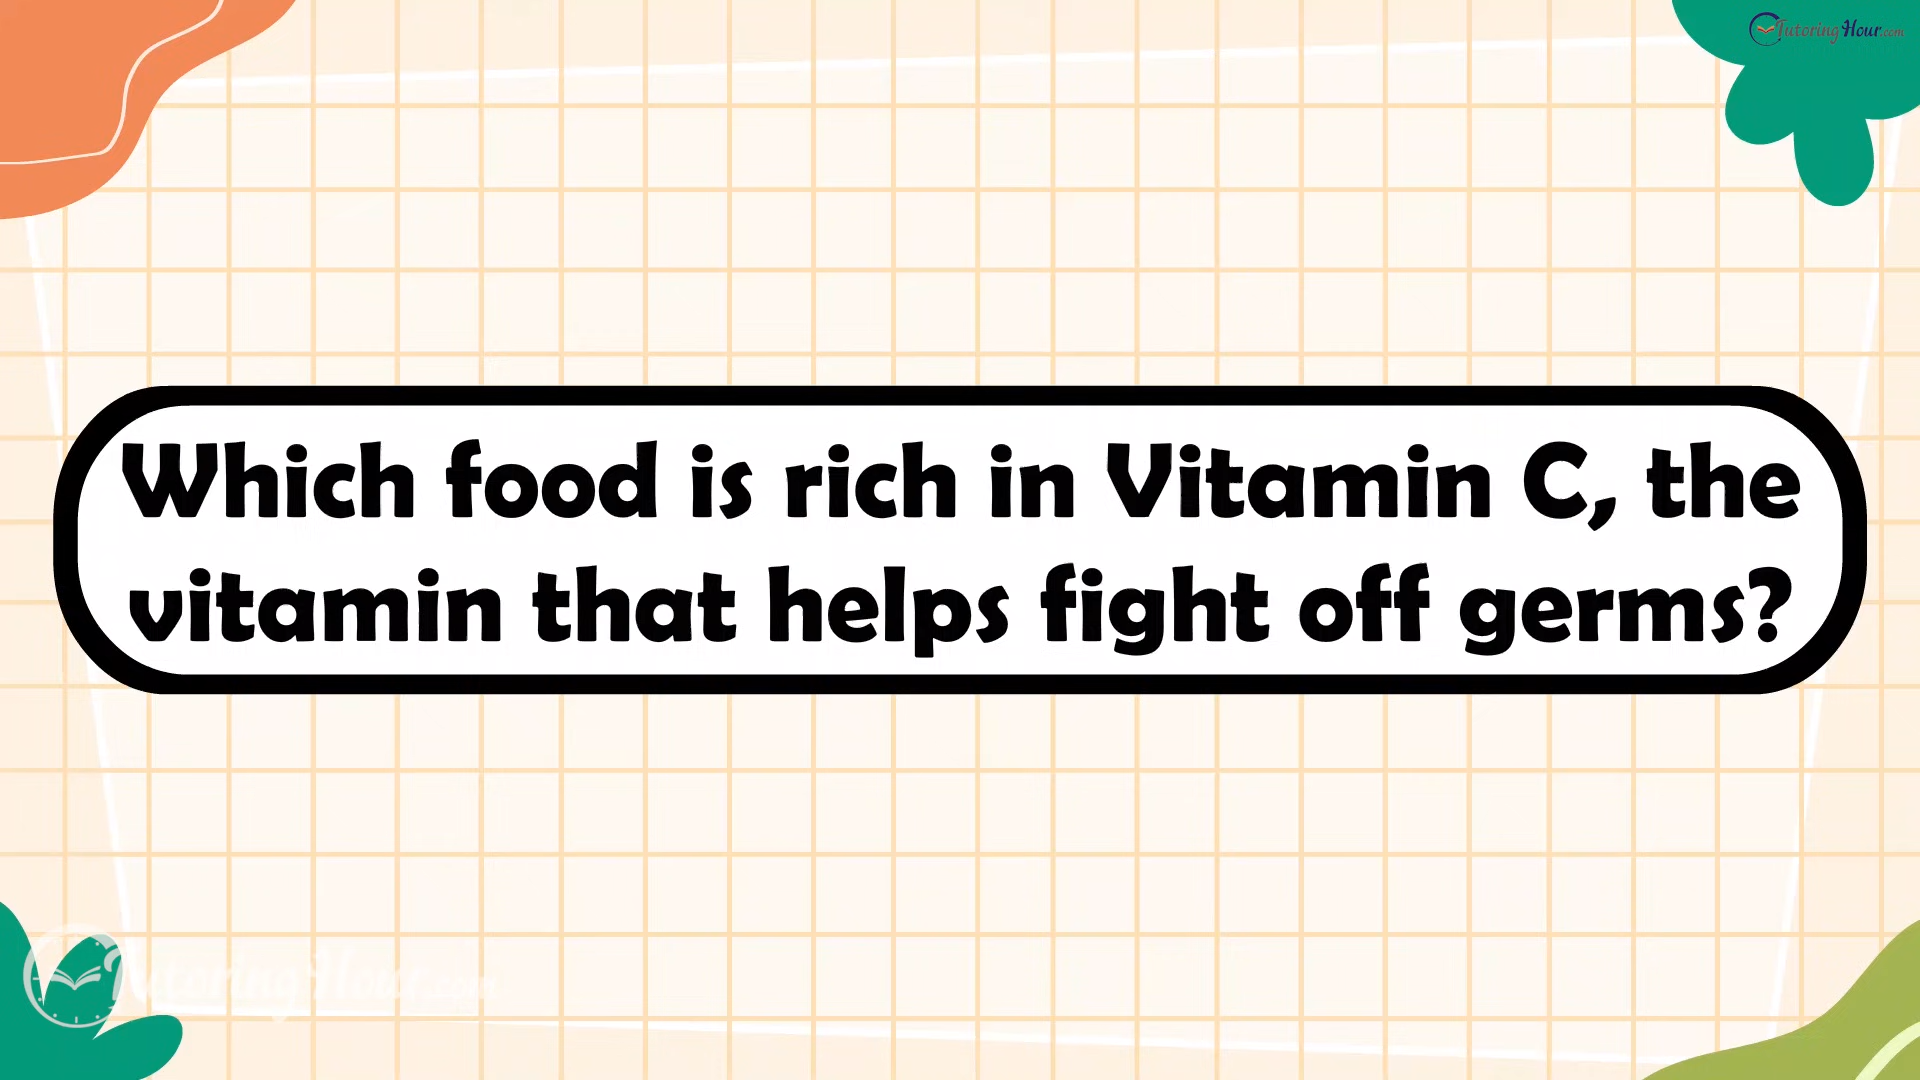 TutoringHour.com
Which food is rich in Vitamin C, the
vitamin that helps fight off germs?
TutoringHour.com